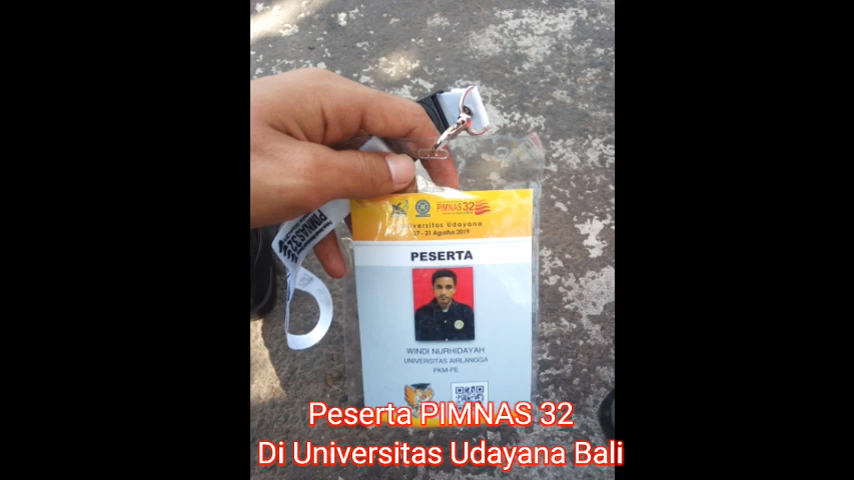 PIMNAS 32
PIMNAS 32
Universitas Udayana
27 - 31 Agustus 2019
PESERTA
WINDI NURHIDAYAH
UNIVERSITAS AIRLANGGA
PKM-PE
Peserta PIMNAS 32
Di Universitas Udayana Bali